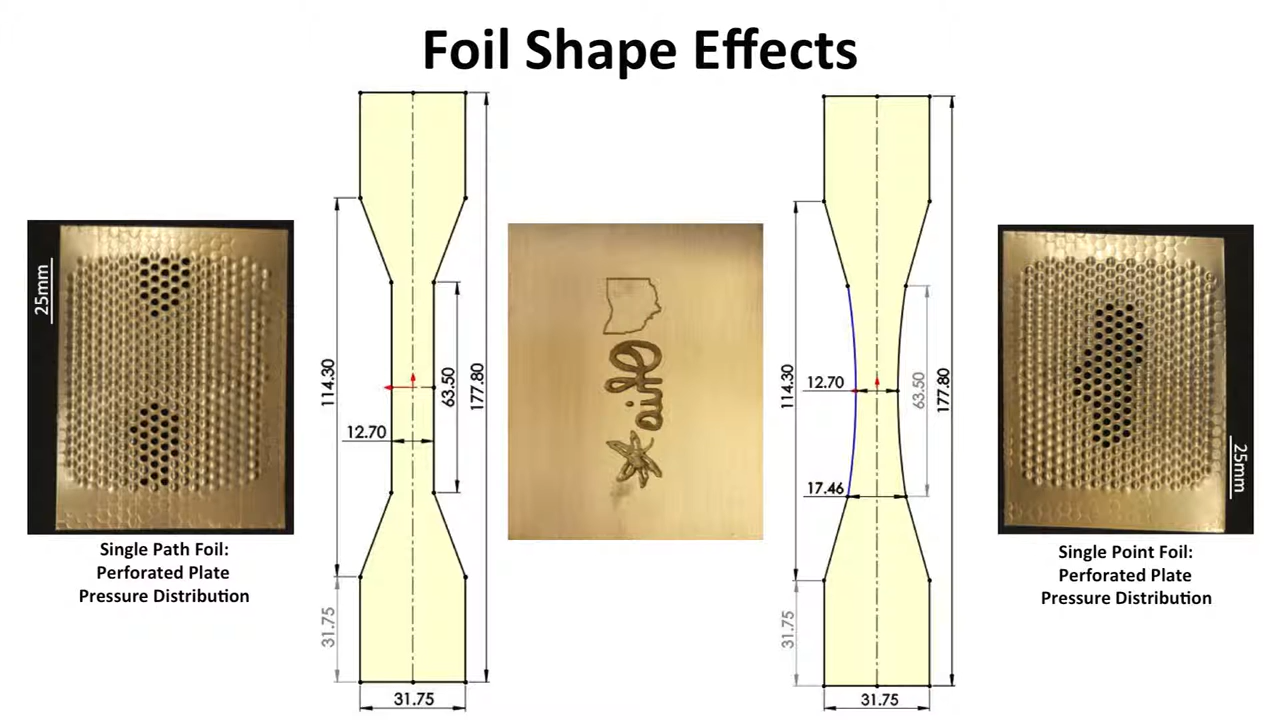 Foil Shape Effects
25mm
Single Path Foil:
Perforated Plate
Pressure Distribution
114.30
12.70
63.50
177.80
31.75
31.75
Ohio
114.30
12.70
17.46
63.50
177.80
31.75
31.75
25mm
Single Point Foil:
Perforated Plate
Pressure Distribution